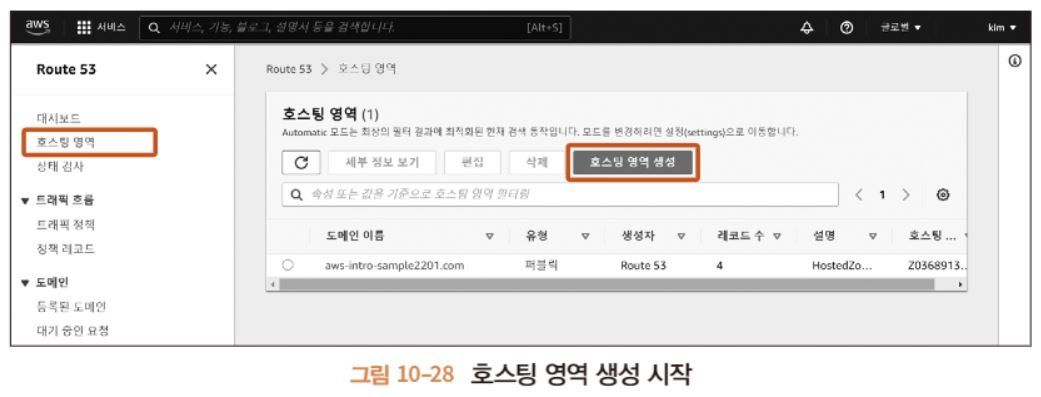 aws 서비스 서비스, 기능, 블로그, 설명서 등을 검색합니다. [Alt+S] 글로벌 ▼ kim ▼
Route 53 ✕
Route 53 > 호스팅 영역
대시보드
호스팅 영역
상태 검사
▼ 트래픽 흐름
트래픽 정책
정책 레코드
▼ 도메인
등록된 도메인
대기 중인 요청
호스팅 영역 (1)
Automatic 모드는 최상의 필터 결과에 최적화된 현재 검색 동작입니다. 모드를 변경하려면 설정(settings)으로 이동합니다.
세부 정보 보기 편집 삭제 호스팅 영역 생성
속성 또는 값을 기준으로 호스팅 영역 필터링 < 1 >
도메인 이름 유형 생성자 레코드 수 설명 호스팅 ...
aws-intro-sample2201.com 퍼블릭 Route 53 4 HostedZo... Z0368913...
그림 10-28 호스팅 영역 생성 시작